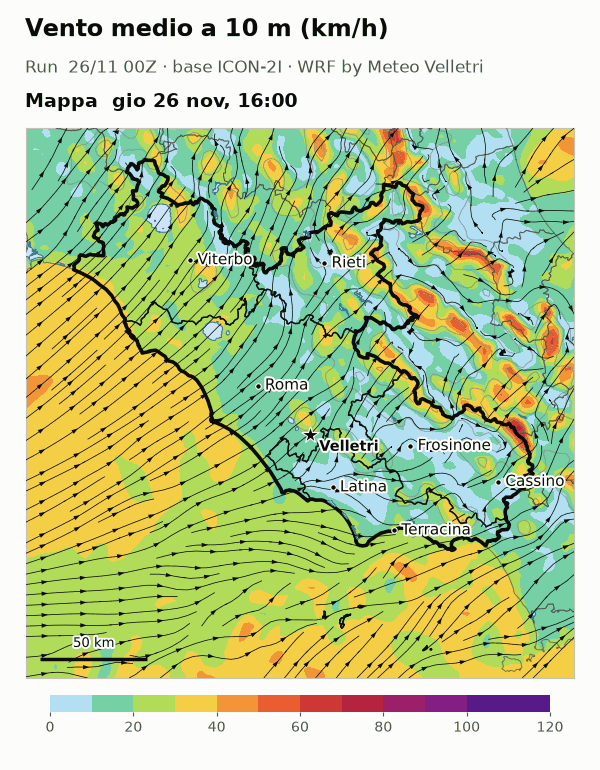 Vento medio a 10 m (km/h)
Run  26/11 00Z · base ICON-2I · WRF by Meteo Velletri
Mappa  gio 26 nov, 16:00
Viterbo
Rieti
Roma
Velletri
Frosinone
Latina
Cassino
Terracina
50 km
0 20 40 60 80 100 120